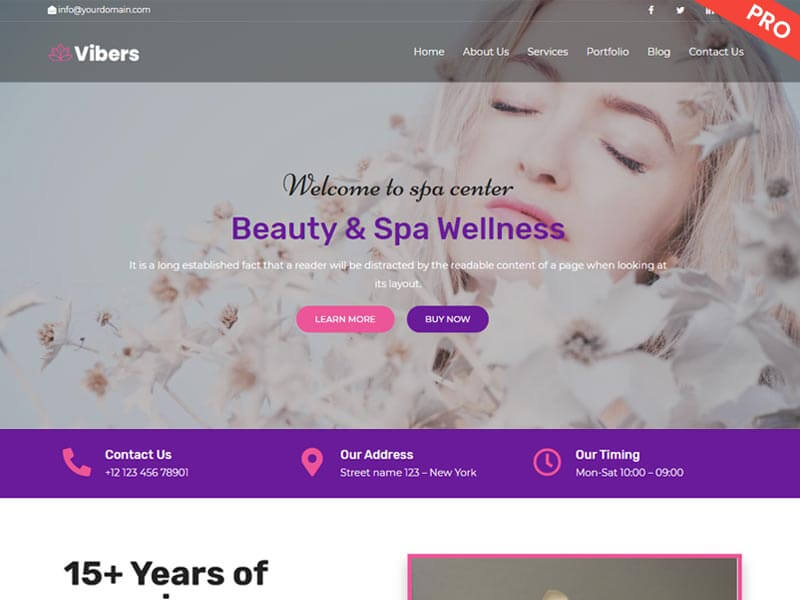 info@yourdomain.com
PRO
Vibers
Home About Us Services Portfolio Blog Contact Us
Welcome to spa center
Beauty & Spa Wellness
It is a long established fact that a reader will be distracted by the readable content of a page when looking at
its layout.
LEARN MORE BUY NOW
Contact Us
+12 123 456 78901
Our Address
Street name 123 – New York
Our Timing
Mon-Sat 10:00 – 09:00
15+ Years of